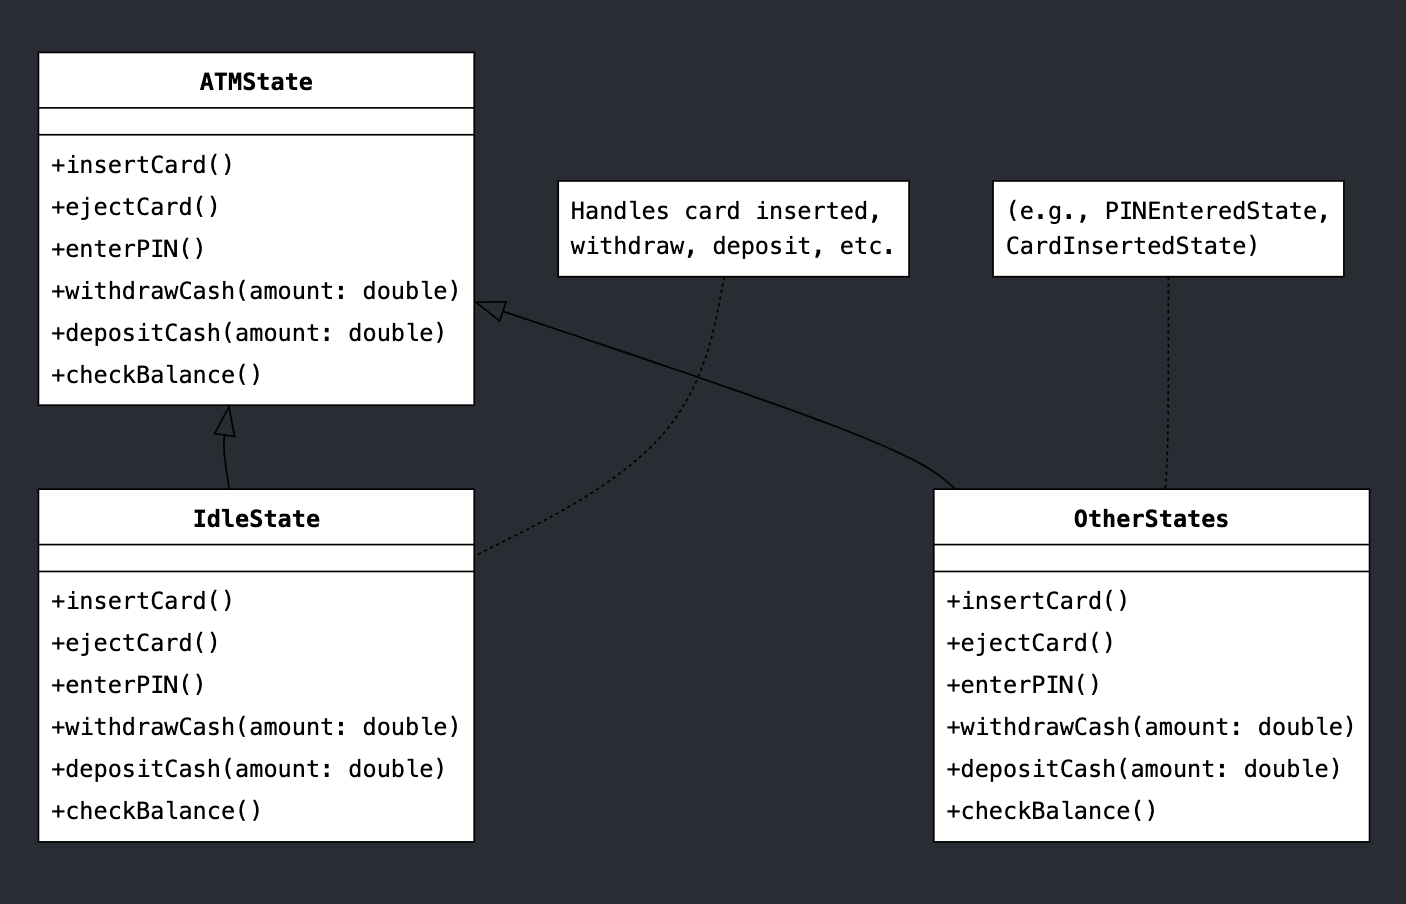 ATMState
+insertCard()
+ejectCard()
+enterPIN()
+withdrawCash(amount: double)
+depositCash(amount: double)
+checkBalance()
Handles card inserted,
withdraw, deposit, etc.
(e.g., PINEnteredState,
CardInsertedState)
IdleState
+insertCard()
+ejectCard()
+enterPIN()
+withdrawCash(amount: double)
+depositCash(amount: double)
+checkBalance()
OtherStates
+insertCard()
+ejectCard()
+enterPIN()
+withdrawCash(amount: double)
+depositCash(amount: double)
+checkBalance()